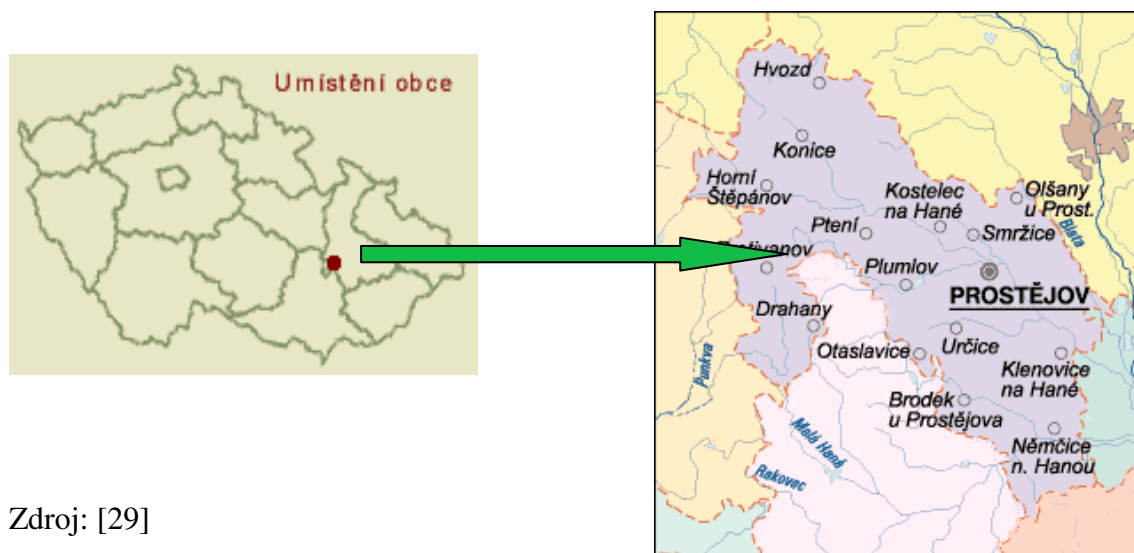 Umístění obce
Hvozd
Konice
Horní
Štěpánov
Kostelec
na Hané
Olšany
u Prost.
Ptení
Smržice
Blata
Plumlov
PROSTĚJOV
Drahany
Otaslavice
Určice
Klenovice
na Hané
Punkva
Brodek
u Prostějova
Malá Haná
Němčice
n. Hanou
Rakovec
Zdroj: [29]